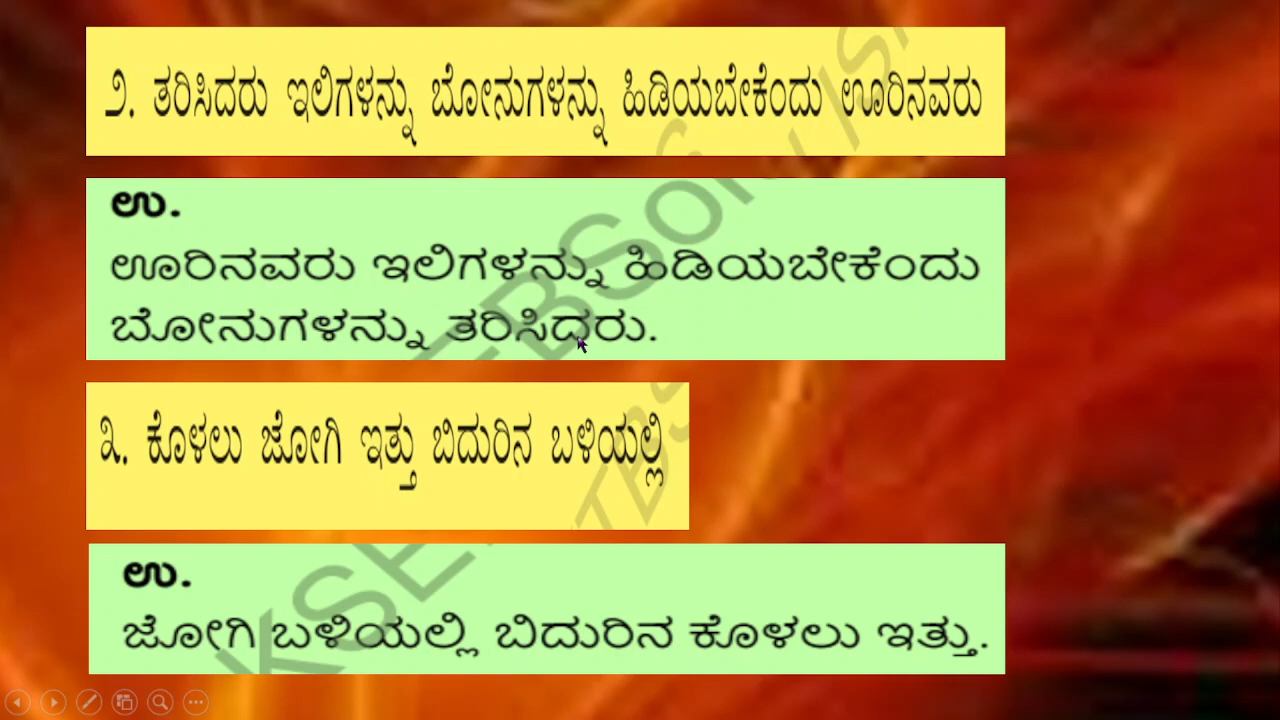 ೨. ತರಿಸಿದರು ಇಲಿಗಳನ್ನು ಬೋನುಗಳನ್ನು ಹಿಡಿಯಬೇಕೆಂದು ಊರಿನವರು
ಉ.
ಊರಿನವರು ಇಲಿಗಳನ್ನು ಹಿಡಿಯಬೇಕೆಂದು
ಬೋನುಗಳನ್ನು ತರಿಸಿದರು.
೩. ಕೊಳಲು ಜೋಗಿ ಇತ್ತು ಬಿದುರಿನ ಬಳಿಯಲ್ಲಿ
ಉ.
ಜೋಗಿ ಬಳಿಯಲ್ಲಿ ಬಿದುರಿನ ಕೊಳಲು ಇತ್ತು.